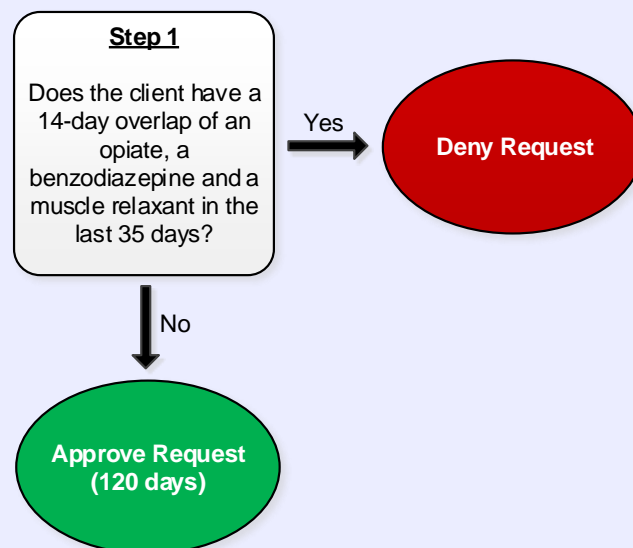 Step 1
Does the client have a
14-day overlap of an
opiate, a
benzodiazepine and a
muscle relaxant in the
last 35 days?
Yes
Deny Request
No
Approve Request
(120 days)